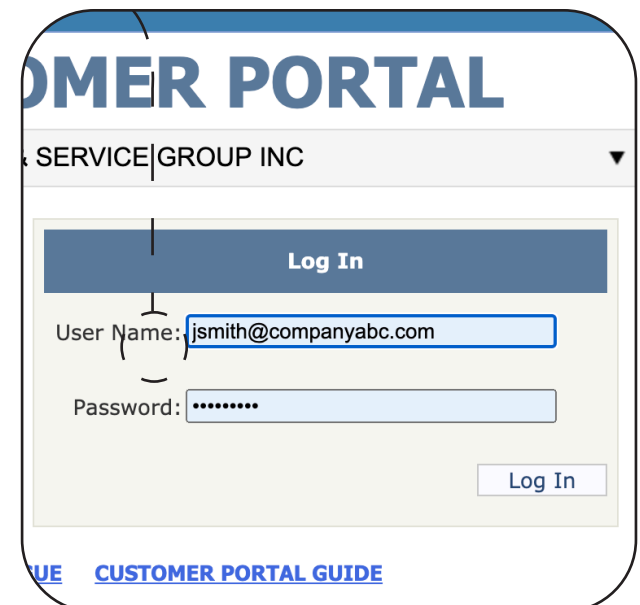 OMER PORTAL
& SERVICE GROUP INC
Log In
User Name: jsmith@companyabc.com
Password: •••••••••
Log In
UE CUSTOMER PORTAL GUIDE